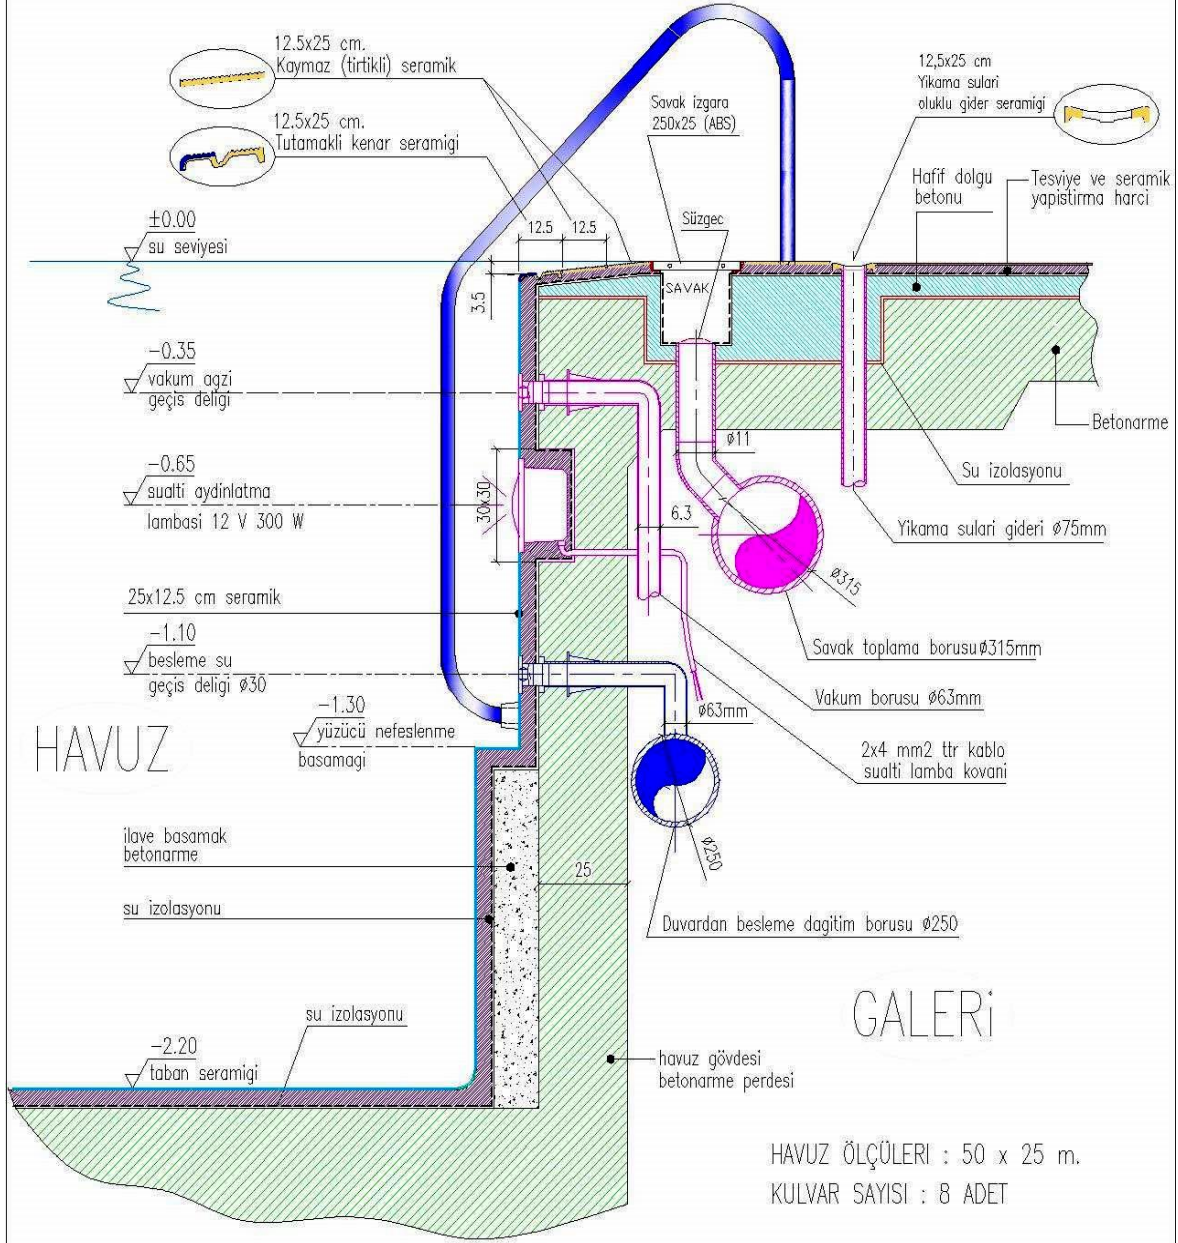 12.5x25 cm.
Kaymaz (tirtikli) seramik
12.5x25 cm.
Tutamakli kenar seramigi
Savak izgara
250x25 (ABS)
12,5x25 cm
Yikama sulari
oluklu gider seramigi
Hafif dolgu
betonu
Tesviye ve seramik
yapistirma harci
±0.00
su seviyesi
12.5
12.5
Süzgec
SAVAK
3.5
-0.35
vakum agzi
geçis deligi
Betonarme
ø11
Su izolasyonu
-0.65
sualti aydinlatma
lambasi 12 V 300 W
30x30
6.3
Yikama sulari gideri ø75mm
ø315
25x12.5 cm seramik
-1.10
besleme su
geçis deligi ø30
Savak toplama borusu ø315mm
Vakum borusu ø63mm
ø63mm
-1.30
yüzücü nefeslenme
basamagi
HAVUZ
2x4 mm2 ttr kablo
sualti lamba kovani
ilave basamak
betonarme
ø250
25
su izolasyonu
Duvardan besleme dagitim borusu ø250
GALERi
su izolasyonu
-2.20
taban seramigi
havuz gövdesi
betonarme perdesi
HAVUZ ÖLÇÜLERI : 50 x 25 m.
KULVAR SAYISI : 8 ADET